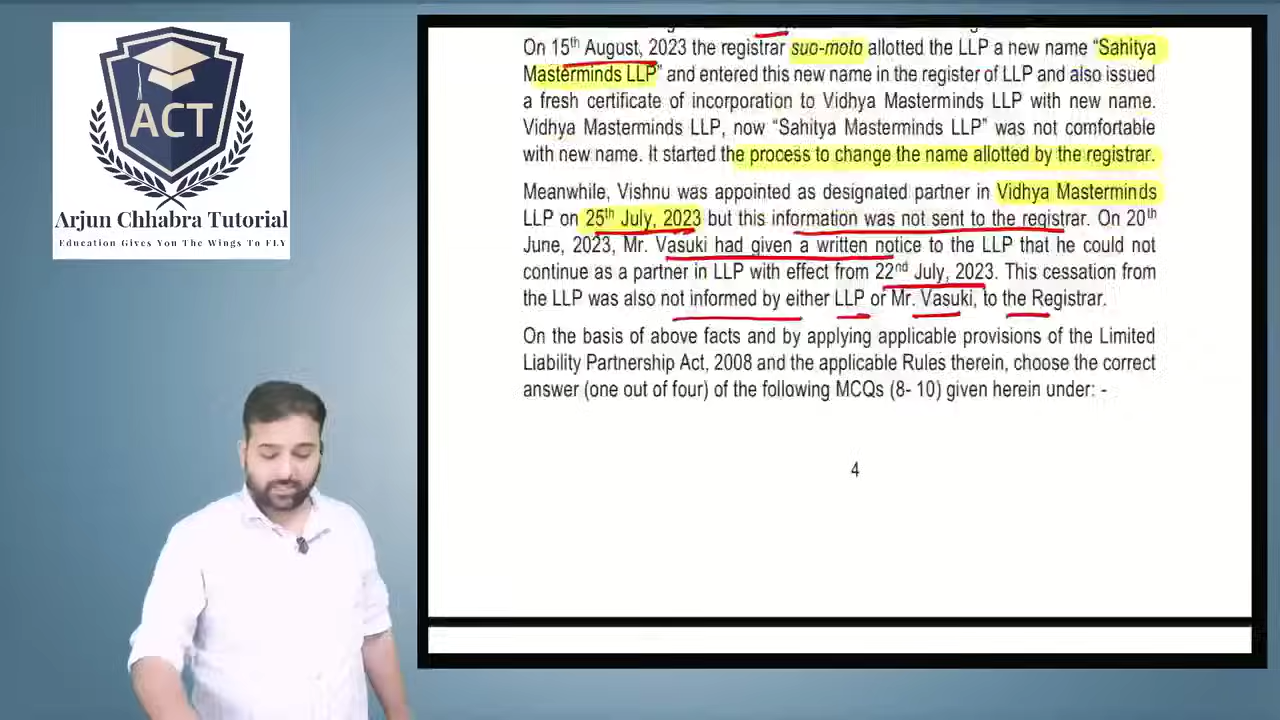 ACT
Arjun Chhabra Tutorial
Education Gives You The Wings To FLY
On 15th August, 2023 the registrar suo-moto allotted the LLP a new name “Sahitya
Masterminds LLP” and entered this new name in the register of LLP and also issued
a fresh certificate of incorporation to Vidhya Masterminds LLP with new name.
Vidhya Masterminds LLP, now “Sahitya Masterminds LLP” was not comfortable
with new name. It started the process to change the name allotted by the registrar.
Meanwhile, Vishnu was appointed as designated partner in Vidhya Masterminds
LLP on 25th July, 2023 but this information was not sent to the registrar. On 20th
June, 2023, Mr. Vasuki had given a written notice to the LLP that he could not
continue as a partner in LLP with effect from 22nd July, 2023. This cessation from
the LLP was also not informed by either LLP or Mr. Vasuki, to the Registrar.
On the basis of above facts and by applying applicable provisions of the Limited
Liability Partnership Act, 2008 and the applicable Rules therein, choose the correct
answer (one out of four) of the following MCQs (8- 10) given herein under: -
4